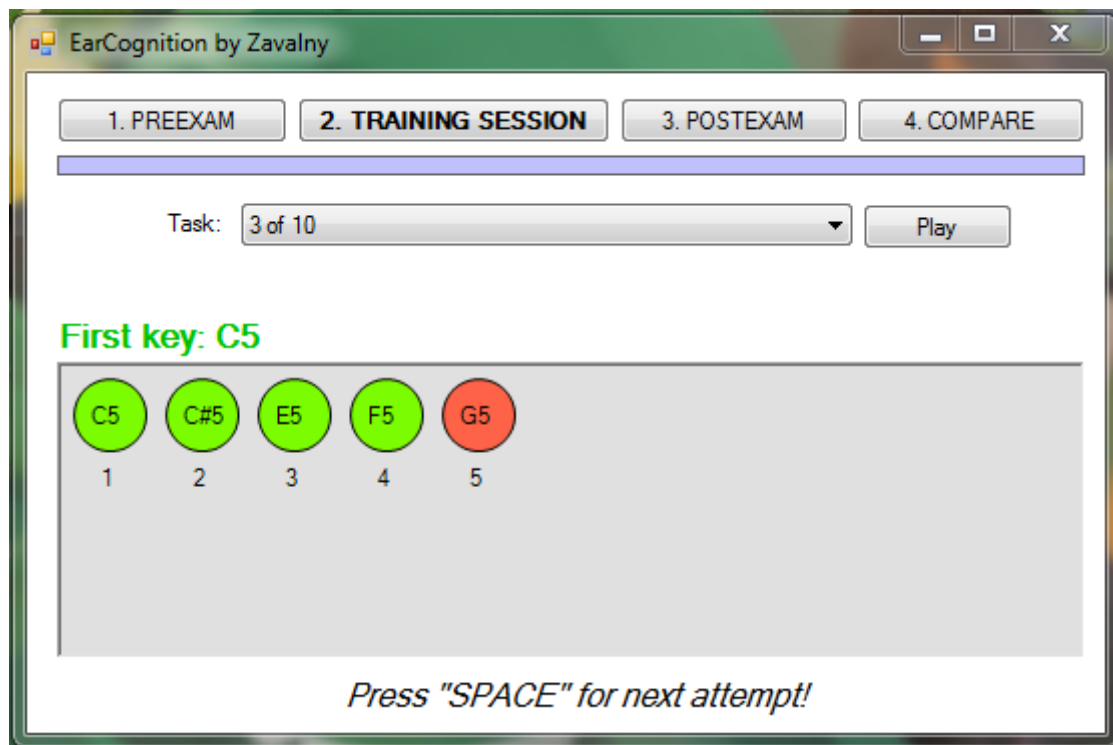 EarCognition by Zavalny
1. PREEXAM 2. TRAINING SESSION 3. POSTEXAM 4. COMPARE
Task: 3 of 10 Play
First key: C5
C5 C#5 E5 F5 G5
1 2 3 4 5
Press "SPACE" for next attempt!